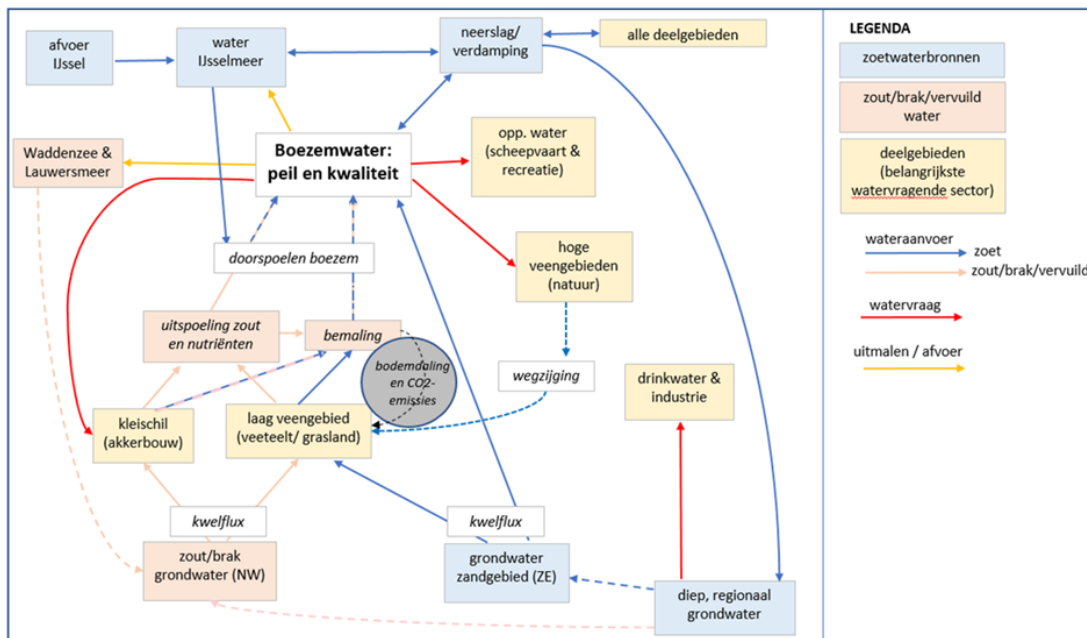 afvoer
IJssel
water
IJsselmeer
neerslag/
verdamping
alle deelgebieden
Waddenzee &
Lauwersmeer
Boezemwater:
peil en kwaliteit
opp. water
(scheepvaart &
recreatie)
doorspoelen boezem
hoge
veengebieden
(natuur)
uitspoeling zout
en nutriënten
bemaling
bodemdaling
en CO2-
emissies
wegzijging
drinkwater &
industrie
kleischil
(akkerbouw)
laag veengebied
(veeteelt/ grasland)
kwelflux
kwelflux
zout/brak
grondwater (NW)
grondwater
zandgebied (ZE)
diep, regionaal
grondwater
LEGENDA
zoetwaterbronnen
zout/brak/vervuild
water
deelgebieden
(belangrijkste
watervragende sector)
wateraanvoer
zoet
zout/brak/vervuild
watervraag
uitmalen / afvoer